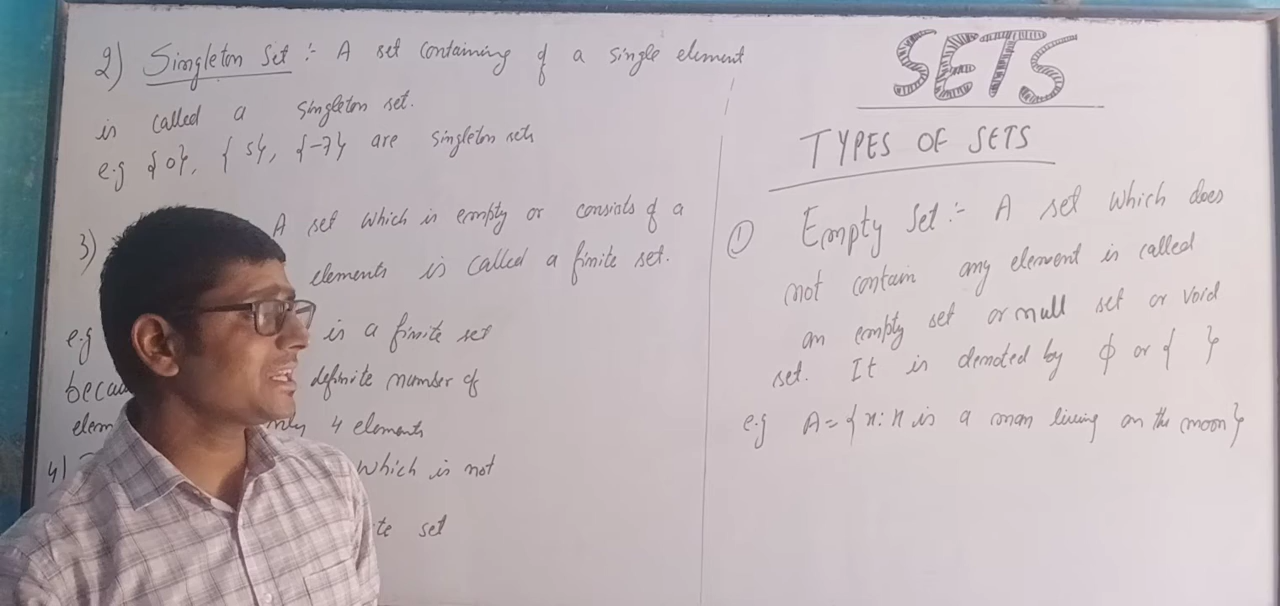 SETS
TYPES OF SETS
① Empty Set :- A set which does
not contain any element is called
an empty set or null set or void
set. It is denoted by ϕ or { }
e.g A = {x : x is a man living on the moon}
2) Singleton Set :- A set containing of a single element
is called a singleton set.
e.g {0}, {5}, {-7} are singleton sets
3) A set which is empty or consists of a
elements is called a finite set.
e.g is a finite set
definite number of
4 elements
4) which is not
set